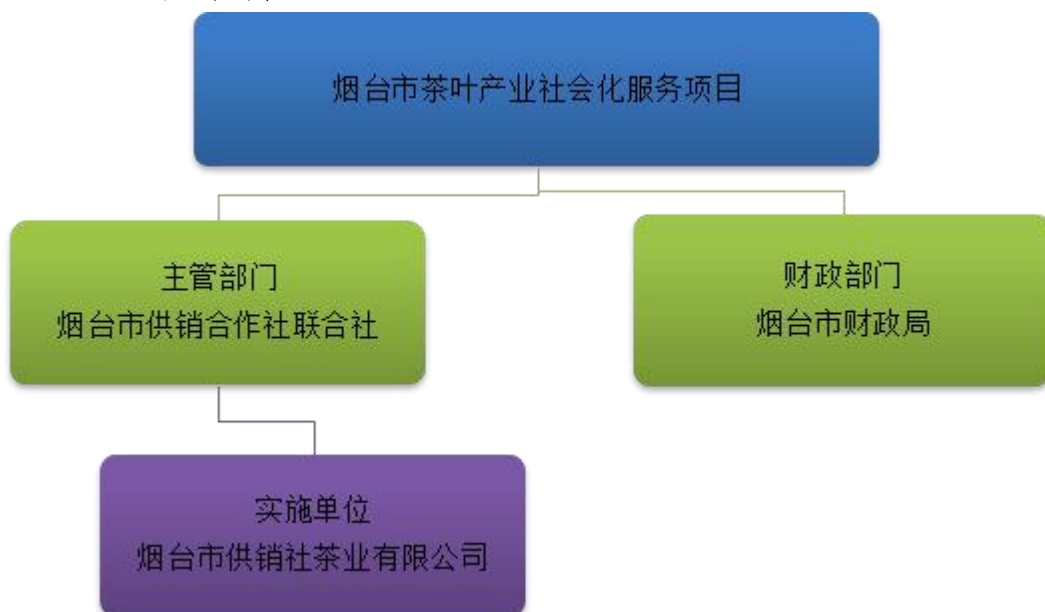 烟台市茶叶产业社会化服务项目
主管部门
烟台市供销合作社联合社
财政部门
烟台市财政局
实施单位
烟台市供销社茶业有限公司